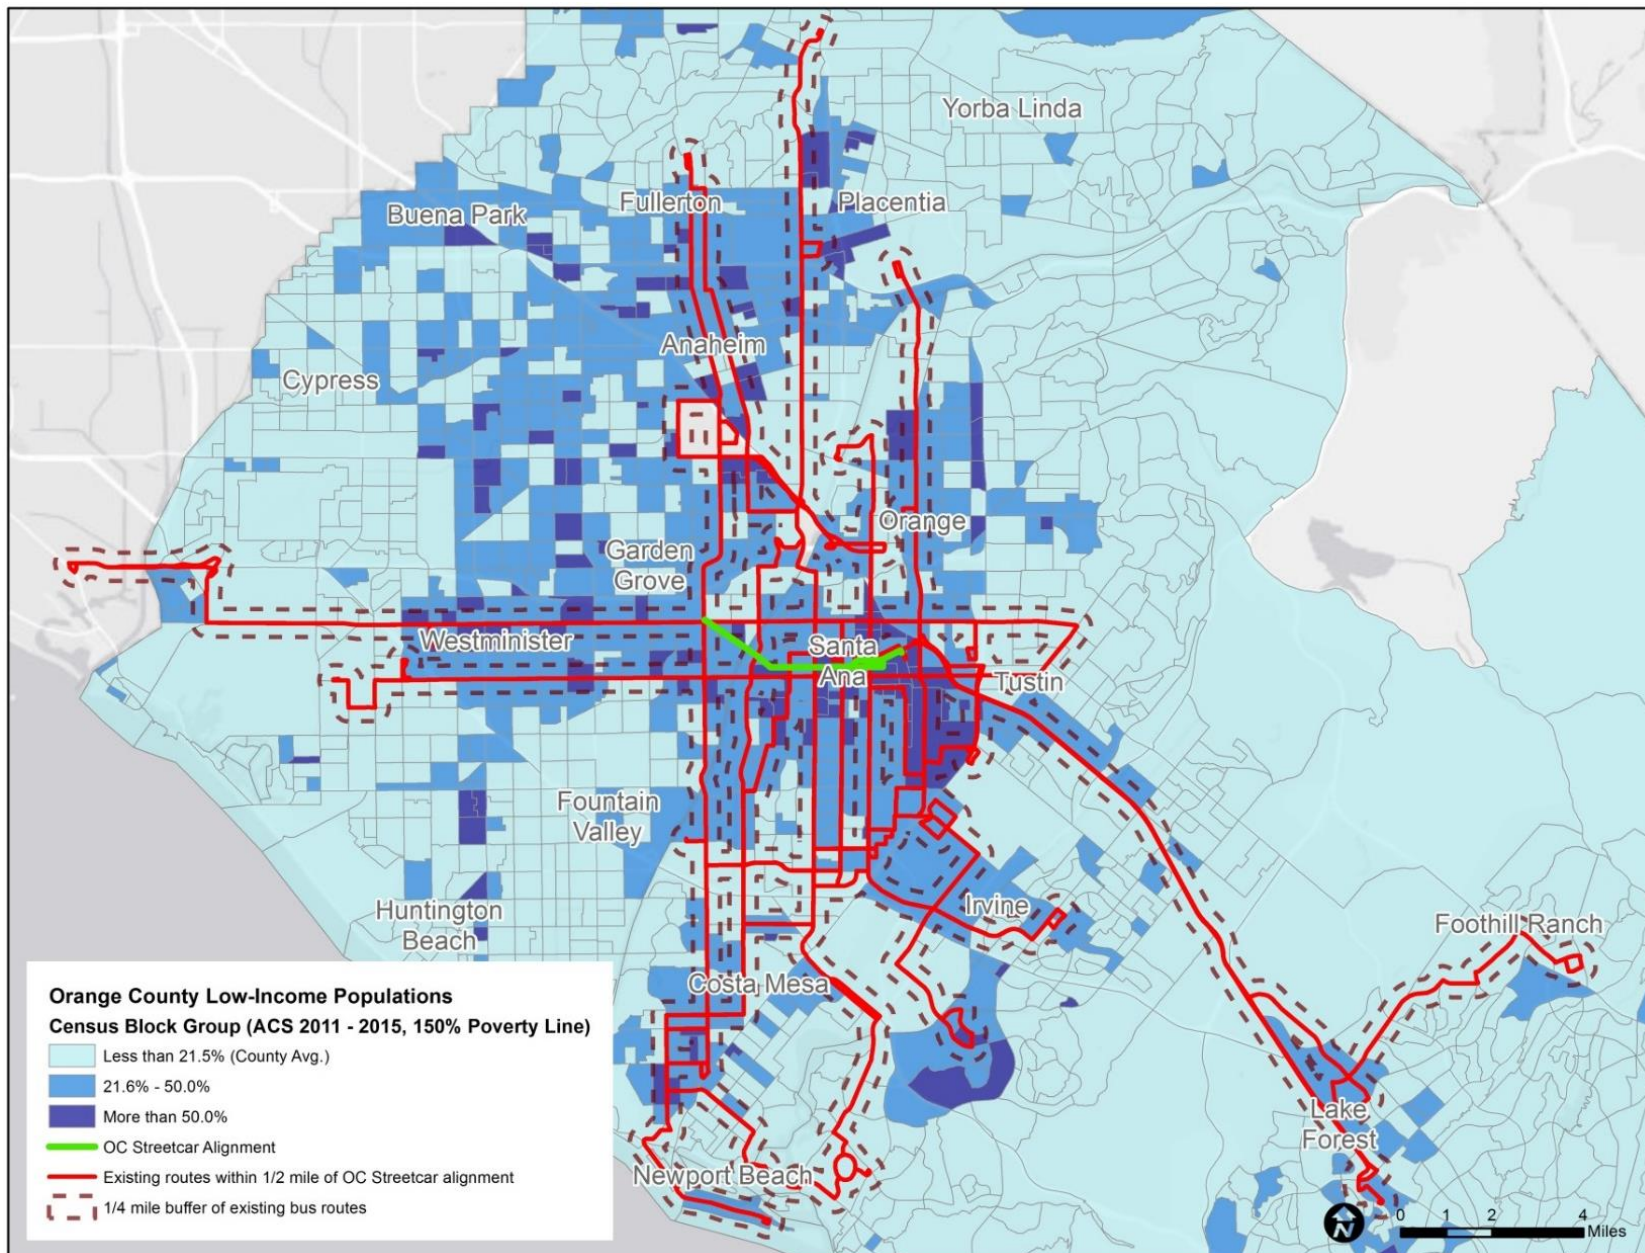 Yorba Linda
Fullerton
Placentia
Buena Park
Anaheim
Cypress
Orange
Garden
Grove
Westminister
Santa
Ana
Tustin
Fountain
Valley
Irvine
Huntington
Beach
Foothill Ranch
Costa Mesa
Lake
Forest
Newport Beach
Orange County Low-Income Populations
Census Block Group (ACS 2011 - 2015, 150% Poverty Line)
Less than 21.5% (County Avg.)
21.6% - 50.0%
More than 50.0%
OC Streetcar Alignment
Existing routes within 1/2 mile of OC Streetcar alignment
1/4 mile buffer of existing bus routes
N
0 1 2 4
Miles